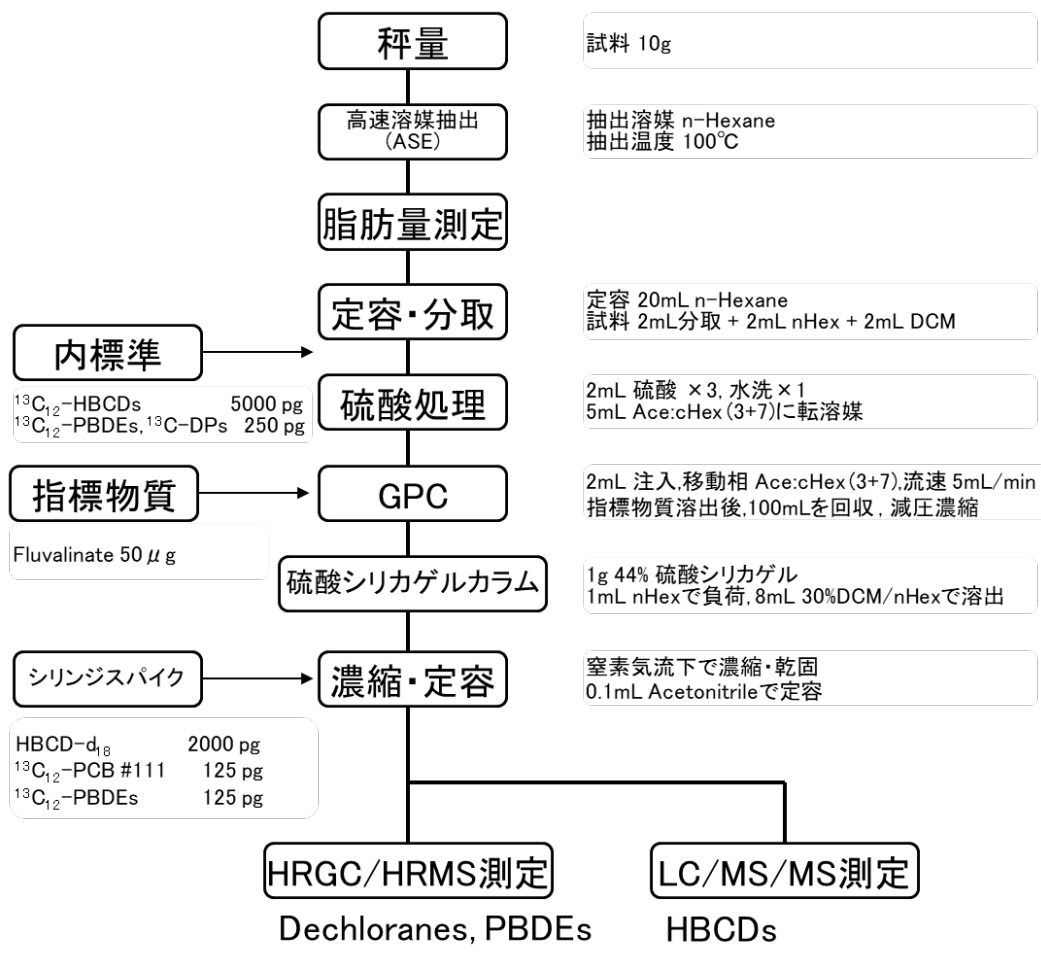 秤量
試料 10g
高速溶媒抽出
(ASE)
抽出溶媒 n-Hexane
抽出温度 100℃
脂肪量測定
定容・分取
定容 20mL n-Hexane
試料 2mL分取 + 2mL nHex + 2mL DCM
内標準
¹³C₁₂-HBCDs 5000 pg
¹³C₁₂-PBDEs, ¹³C-DPs 250 pg
硫酸処理
2mL 硫酸 ×3, 水洗×1
5mL Ace:cHex(3+7)に転溶媒
指標物質
Fluvalinate 50μg
GPC
2mL 注入,移動相 Ace:cHex(3+7),流速 5mL/min
指標物質溶出後,100mLを回収, 減圧濃縮
硫酸シリカゲルカラム
1g 44% 硫酸シリカゲル
1mL nHexで負荷, 8mL 30%DCM/nHexで溶出
シリンジスパイク
HBCD-d₁₈ 2000 pg
¹³C₁₂-PCB #111 125 pg
¹³C₁₂-PBDEs 125 pg
濃縮・定容
窒素気流下で濃縮・乾固
0.1mL Acetonitrileで定容
HRGC/HRMS測定
Dechloranes, PBDEs
LC/MS/MS測定
HBCDs